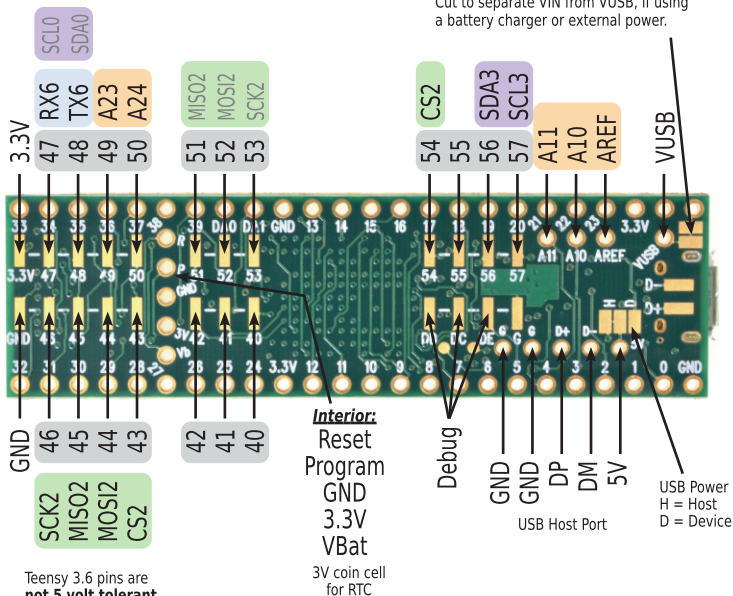 Cut to separate VIN from VUSB, if using
a battery charger or external power.
SCL0
SDA0
RX6
TX6
A23
A24
MISO2
MOSI2
SCK2
CS2
SDA3
SCL3
A11
A10
AREF
VUSB
3.3V
47
48
49
50
51
52
53
54
55
56
57
33 34 35 36 37 38 39 DA0 DA1 GND 13 14 15 16 17 18 19 20 21 22 23 3.3V
R
P
GND
3V
Vb
3.3V 47 48 49 50 51 52 53 54 55 56 57 A11 A10 AREF VUSB
D-
D+
H D
GND 46 45 44 43 42 41 40 DD DC DE G G G D+ D- 5V
32 31 30 29 28 27 26 25 24 3.3V 12 11 10 9 8 7 6 5 4 3 2 1 0 GND
GND
46
45
44
43
42
41
40
SCK2
MISO2
MOSI2
CS2
Interior:
Reset
Program
GND
3.3V
VBat
3V coin cell
for RTC
Debug
GND
GND
DP
DM
5V
USB Host Port
USB Power
H = Host
D = Device
Teensy 3.6 pins are
not 5 volt tolerant